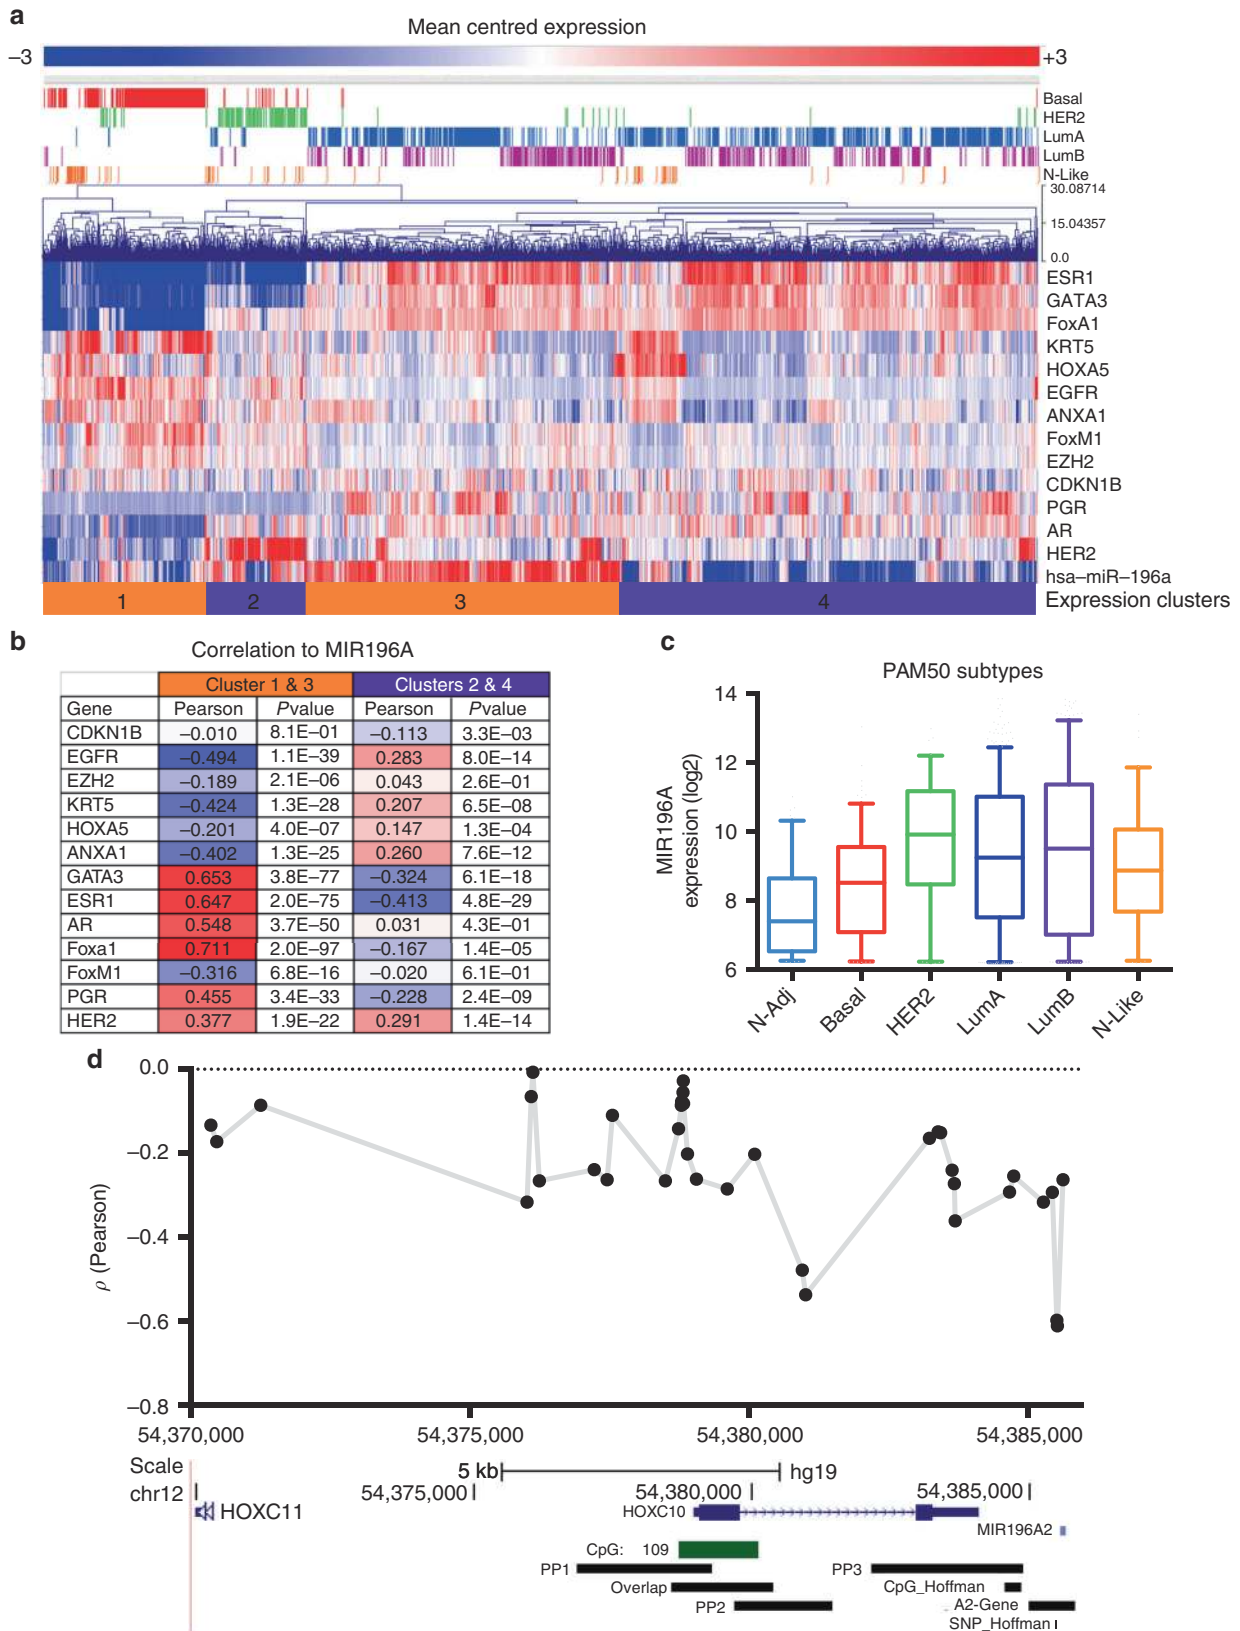 a
Mean centred expression
–3
+3
Basal
HER2
LumA
LumB
N-Like
30.08714
15.04357
0.0
ESR1
GATA3
FoxA1
KRT5
HOXA5
EGFR
ANXA1
FoxM1
EZH2
CDKN1B
PGR
AR
HER2
hsa–miR–196a
1 2 3 4 Expression clusters
b
Correlation to MIR196A
Cluster 1 & 3 Clusters 2 & 4
Gene Pearson Pvalue Pearson Pvalue
CDKN1B –0.010 8.1E–01 –0.113 3.3E–03
EGFR –0.494 1.1E–39 0.283 8.0E–14
EZH2 –0.189 2.1E–06 0.043 2.6E–01
KRT5 –0.424 1.3E–28 0.207 6.5E–08
HOXA5 –0.201 4.0E–07 0.147 1.3E–04
ANXA1 –0.402 1.3E–25 0.260 7.6E–12
GATA3 0.653 3.8E–77 –0.324 6.1E–18
ESR1 0.647 2.0E–75 –0.413 4.8E–29
AR 0.548 3.7E–50 0.031 4.3E–01
Foxa1 0.711 2.0E–97 –0.167 1.4E–05
FoxM1 –0.316 6.8E–16 –0.020 6.1E–01
PGR 0.455 3.4E–33 –0.228 2.4E–09
HER2 0.377 1.9E–22 0.291 1.4E–14
c
PAM50 subtypes
MIR196A
expression (log2)
14
12
10
8
6
N-Adj
Basal
HER2
LumA
LumB
N-Like
d
ρ (Pearson)
0.0
–0.2
–0.4
–0.6
–0.8
54,370,000 54,375,000 54,380,000 54,385,000
Scale 5 kb hg19
chr12 54,375,000 54,380,000 54,385,000
HOXC11 HOXC10
MIR196A2
CpG: 109
PP1 PP3
Overlap CpG_Hoffman
PP2 A2-Gene
SNP_Hoffman